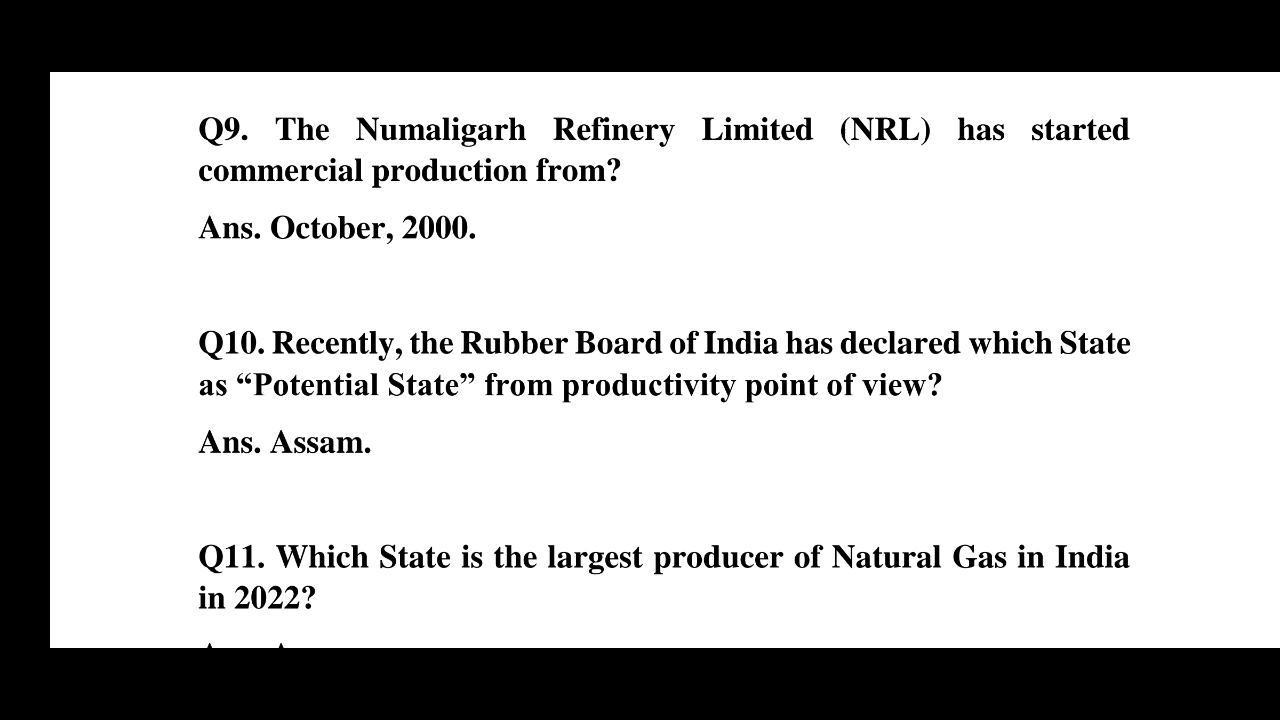 Q9. The Numaligarh Refinery Limited (NRL) has started
commercial production from?
Ans. October, 2000.
Q10. Recently, the Rubber Board of India has declared which State
as “Potential State” from productivity point of view?
Ans. Assam.
Q11. Which State is the largest producer of Natural Gas in India
in 2022?